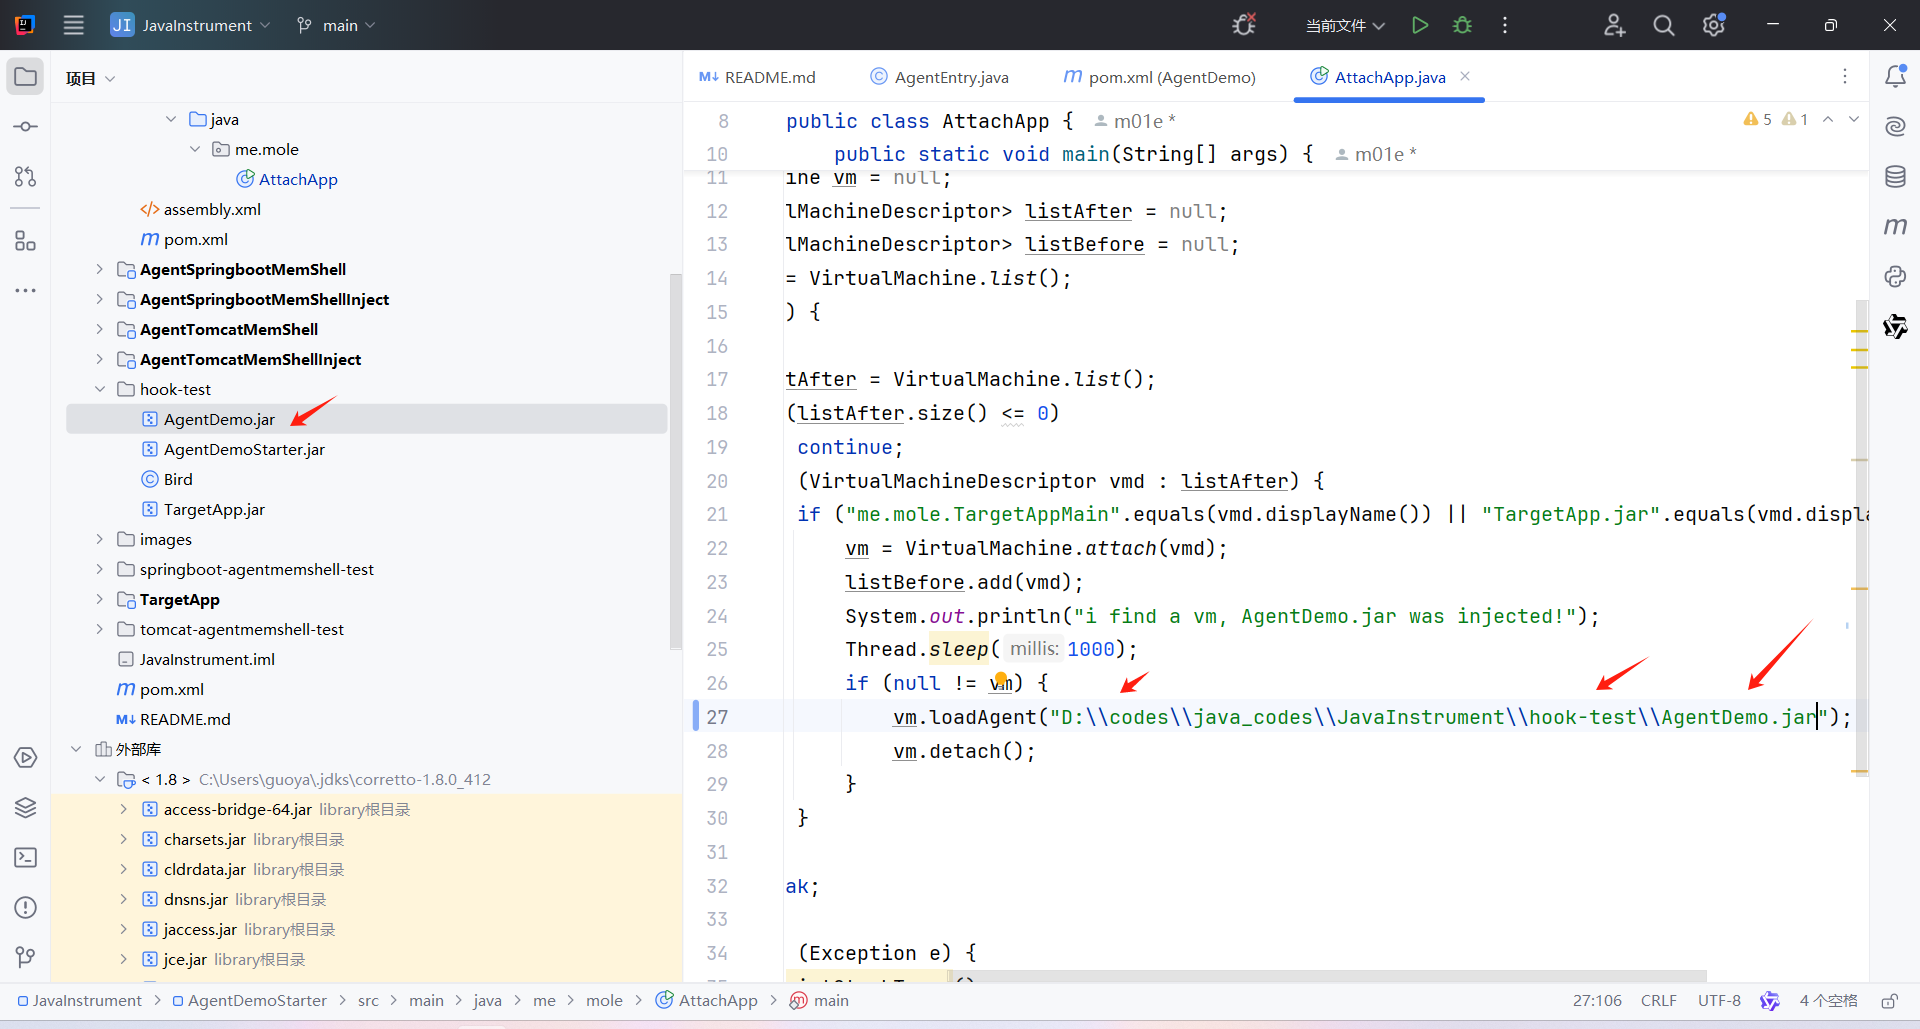 JI JavaInstrument main 当前文件
项目
java
me.mole
AttachApp
assembly.xml
pom.xml
AgentSpringbootMemShell
AgentSpringbootMemShellInject
AgentTomcatMemShell
AgentTomcatMemShellInject
hook-test
AgentDemo.jar
AgentDemoStarter.jar
Bird
TargetApp.jar
images
springboot-agentmemshell-test
TargetApp
tomcat-agentmemshell-test
JavaInstrument.iml
pom.xml
README.md
外部库
< 1.8 > C:\Users\guoya\.jdks\corretto-1.8.0_412
access-bridge-64.jar library根目录
charsets.jar library根目录
cldrdata.jar library根目录
dnsns.jar library根目录
jaccess.jar library根目录
jce.jar library根目录
README.md AgentEntry.java pom.xml (AgentDemo) AttachApp.java
8 public class AttachApp { m01e *
5 1
10 public static void main(String[] args) { m01e *
11 ine vm = null;
12 lMachineDescriptor> listAfter = null;
13 lMachineDescriptor> listBefore = null;
14 = VirtualMachine.list();
15 ) {
16
17 tAfter = VirtualMachine.list();
18 (listAfter.size() <= 0)
19 continue;
20 (VirtualMachineDescriptor vmd : listAfter) {
21 if ("me.mole.TargetAppMain".equals(vmd.displayName()) || "TargetApp.jar".equals(vmd.displa
22 vm = VirtualMachine.attach(vmd);
23 listBefore.add(vmd);
24 System.out.println("i find a vm, AgentDemo.jar was injected!");
25 Thread.sleep( millis: 1000);
26 if (null != vm) {
27 vm.loadAgent("D:\\codes\\java_codes\\JavaInstrument\\hook-test\\AgentDemo.jar");
28 vm.detach();
29 }
30 }
31
32 ak;
33
34 (Exception e) {
JavaInstrument > AgentDemoStarter > src > main > java > me > mole > AttachApp > main 27:106 CRLF UTF-8 4 个空格